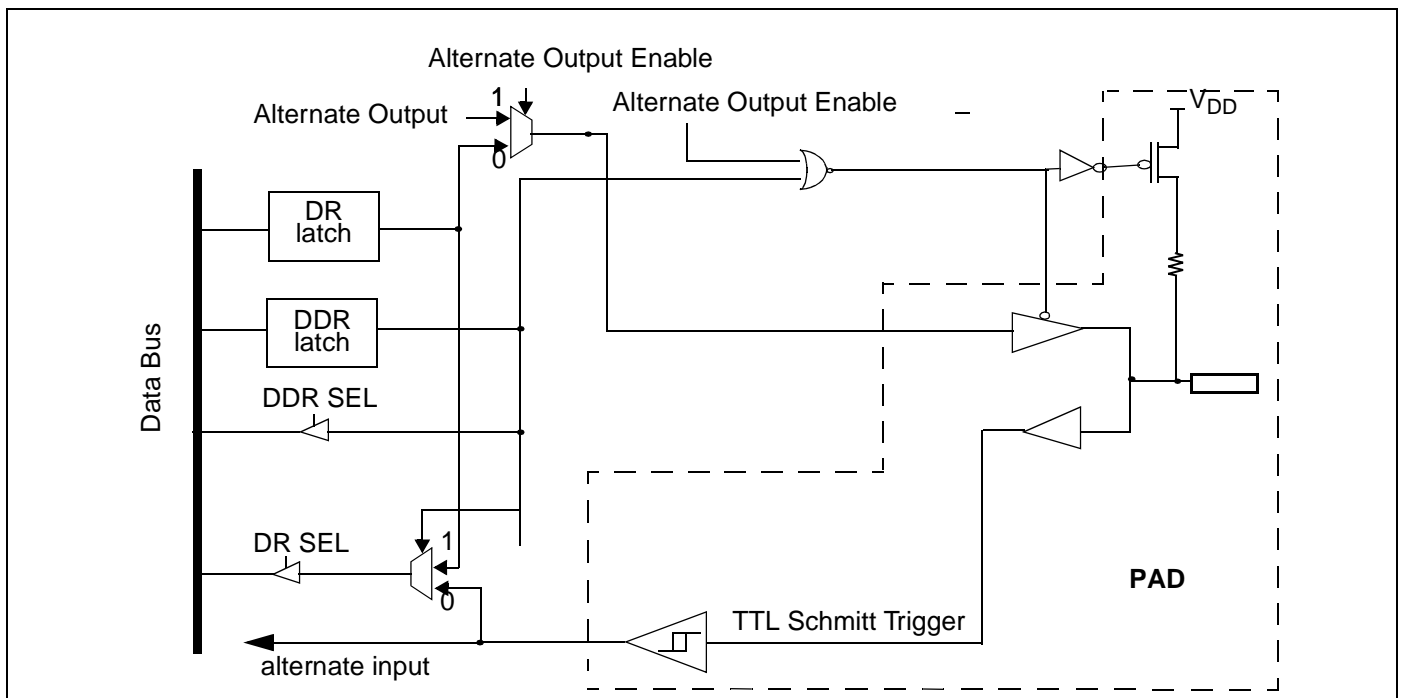 Alternate Output Enable
1
Alternate Output
0
Alternate Output Enable
VDD
DR
latch
DDR
latch
Data Bus
DDR SEL
DR SEL
1
0
PAD
TTL Schmitt Trigger
alternate input